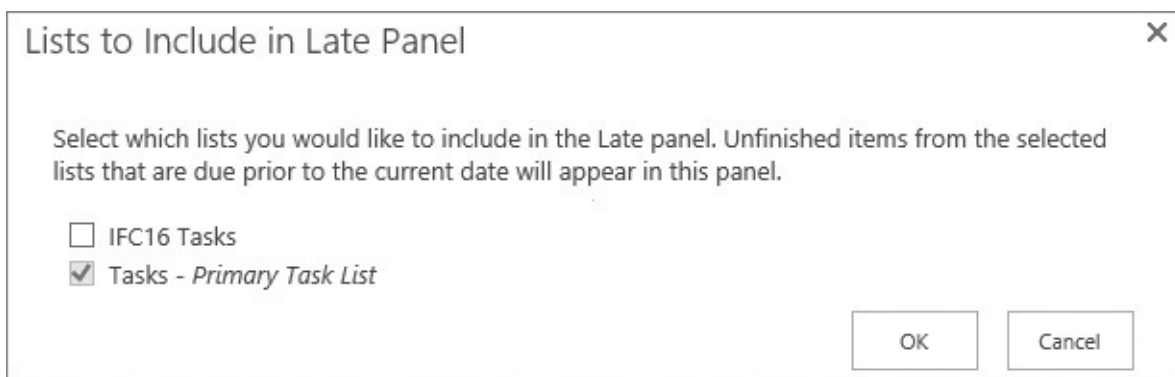 Lists to Include in Late Panel
Select which lists you would like to include in the Late panel. Unfinished items from the selected
lists that are due prior to the current date will appear in this panel.
IFC16 Tasks
Tasks - Primary Task List
OK
Cancel